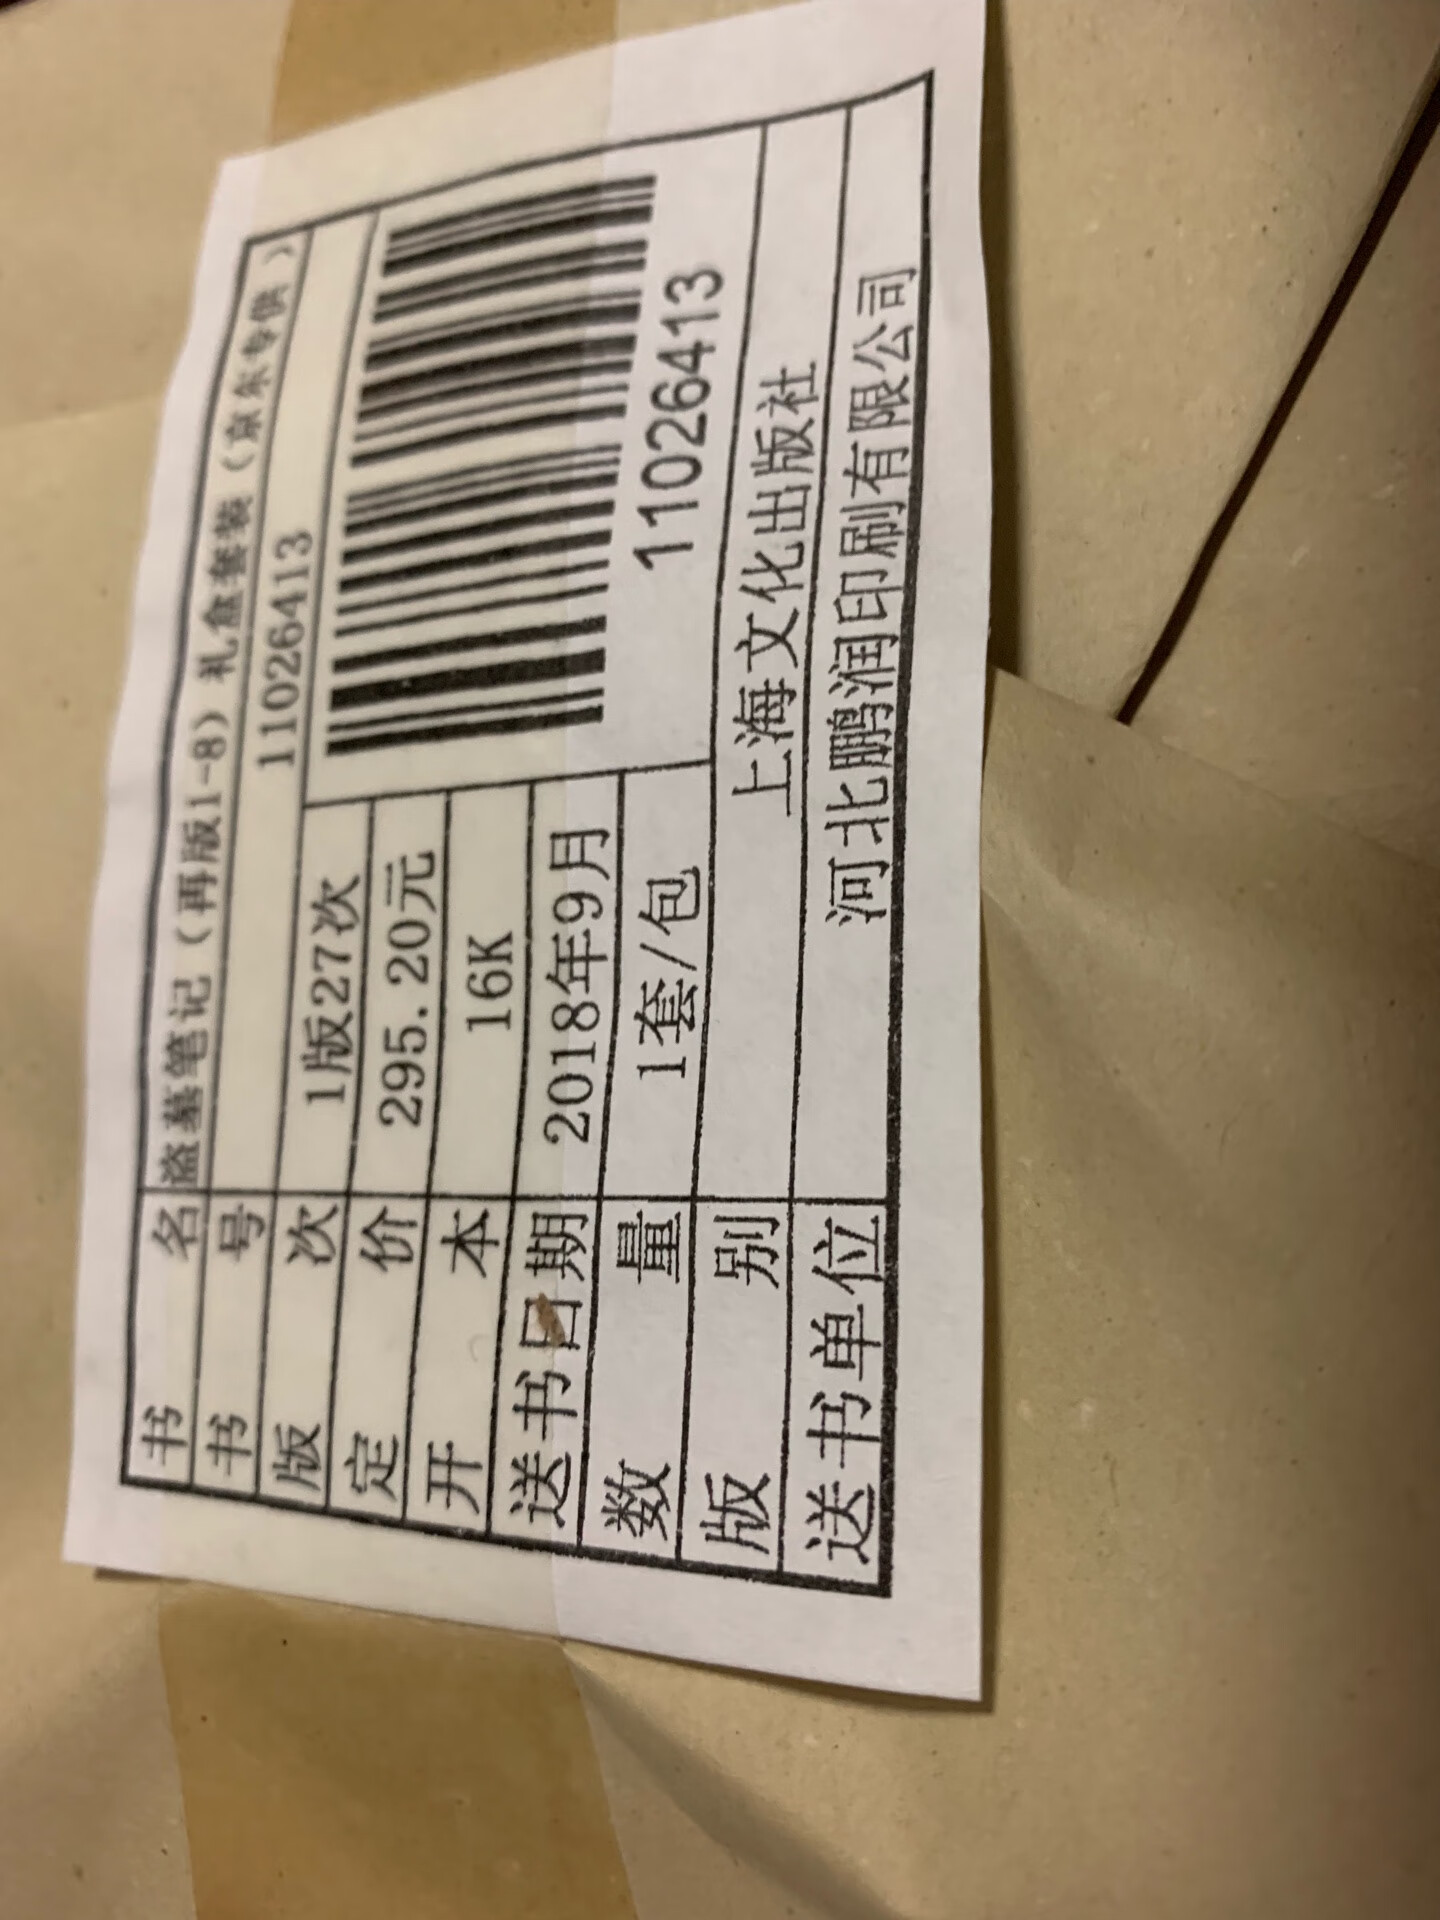 书名 盗墓笔记（再版1-8）礼盒套装（京东专供）
书号 11026413
版次 1版27次
定价 295.20元
开本 16K
送书日期 2018年9月
数量 1套/包
11026413
版别 上海文化出版社
送书单位 河北鹏润印刷有限公司